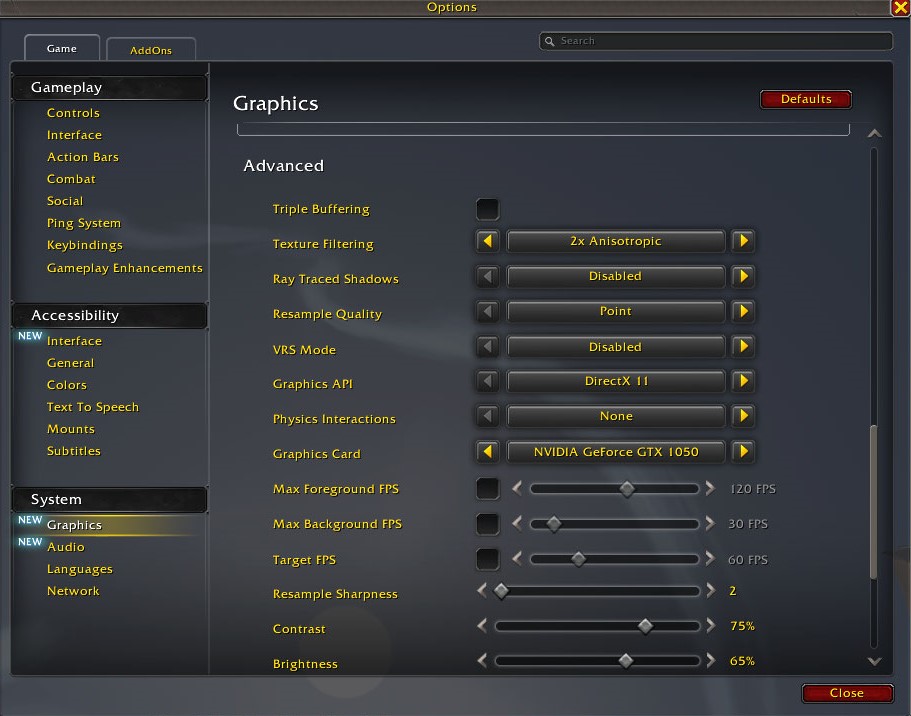 Options
Game
AddOns
Search
Gameplay
Controls
Interface
Action Bars
Combat
Social
Ping System
Keybindings
Gameplay Enhancements
Accessibility
NEW Interface
General
Colors
Text To Speech
Mounts
Subtitles
System
NEW Graphics
NEW Audio
Languages
Network
Graphics
Defaults
Advanced
Triple Buffering
Texture Filtering 2x Anisotropic
Ray Traced Shadows Disabled
Resample Quality Point
VRS Mode Disabled
Graphics API DirectX 11
Physics Interactions None
Graphics Card NVIDIA GeForce GTX 1050
Max Foreground FPS 120 FPS
Max Background FPS 30 FPS
Target FPS 60 FPS
Resample Sharpness 2
Contrast 75%
Brightness 65%
Close